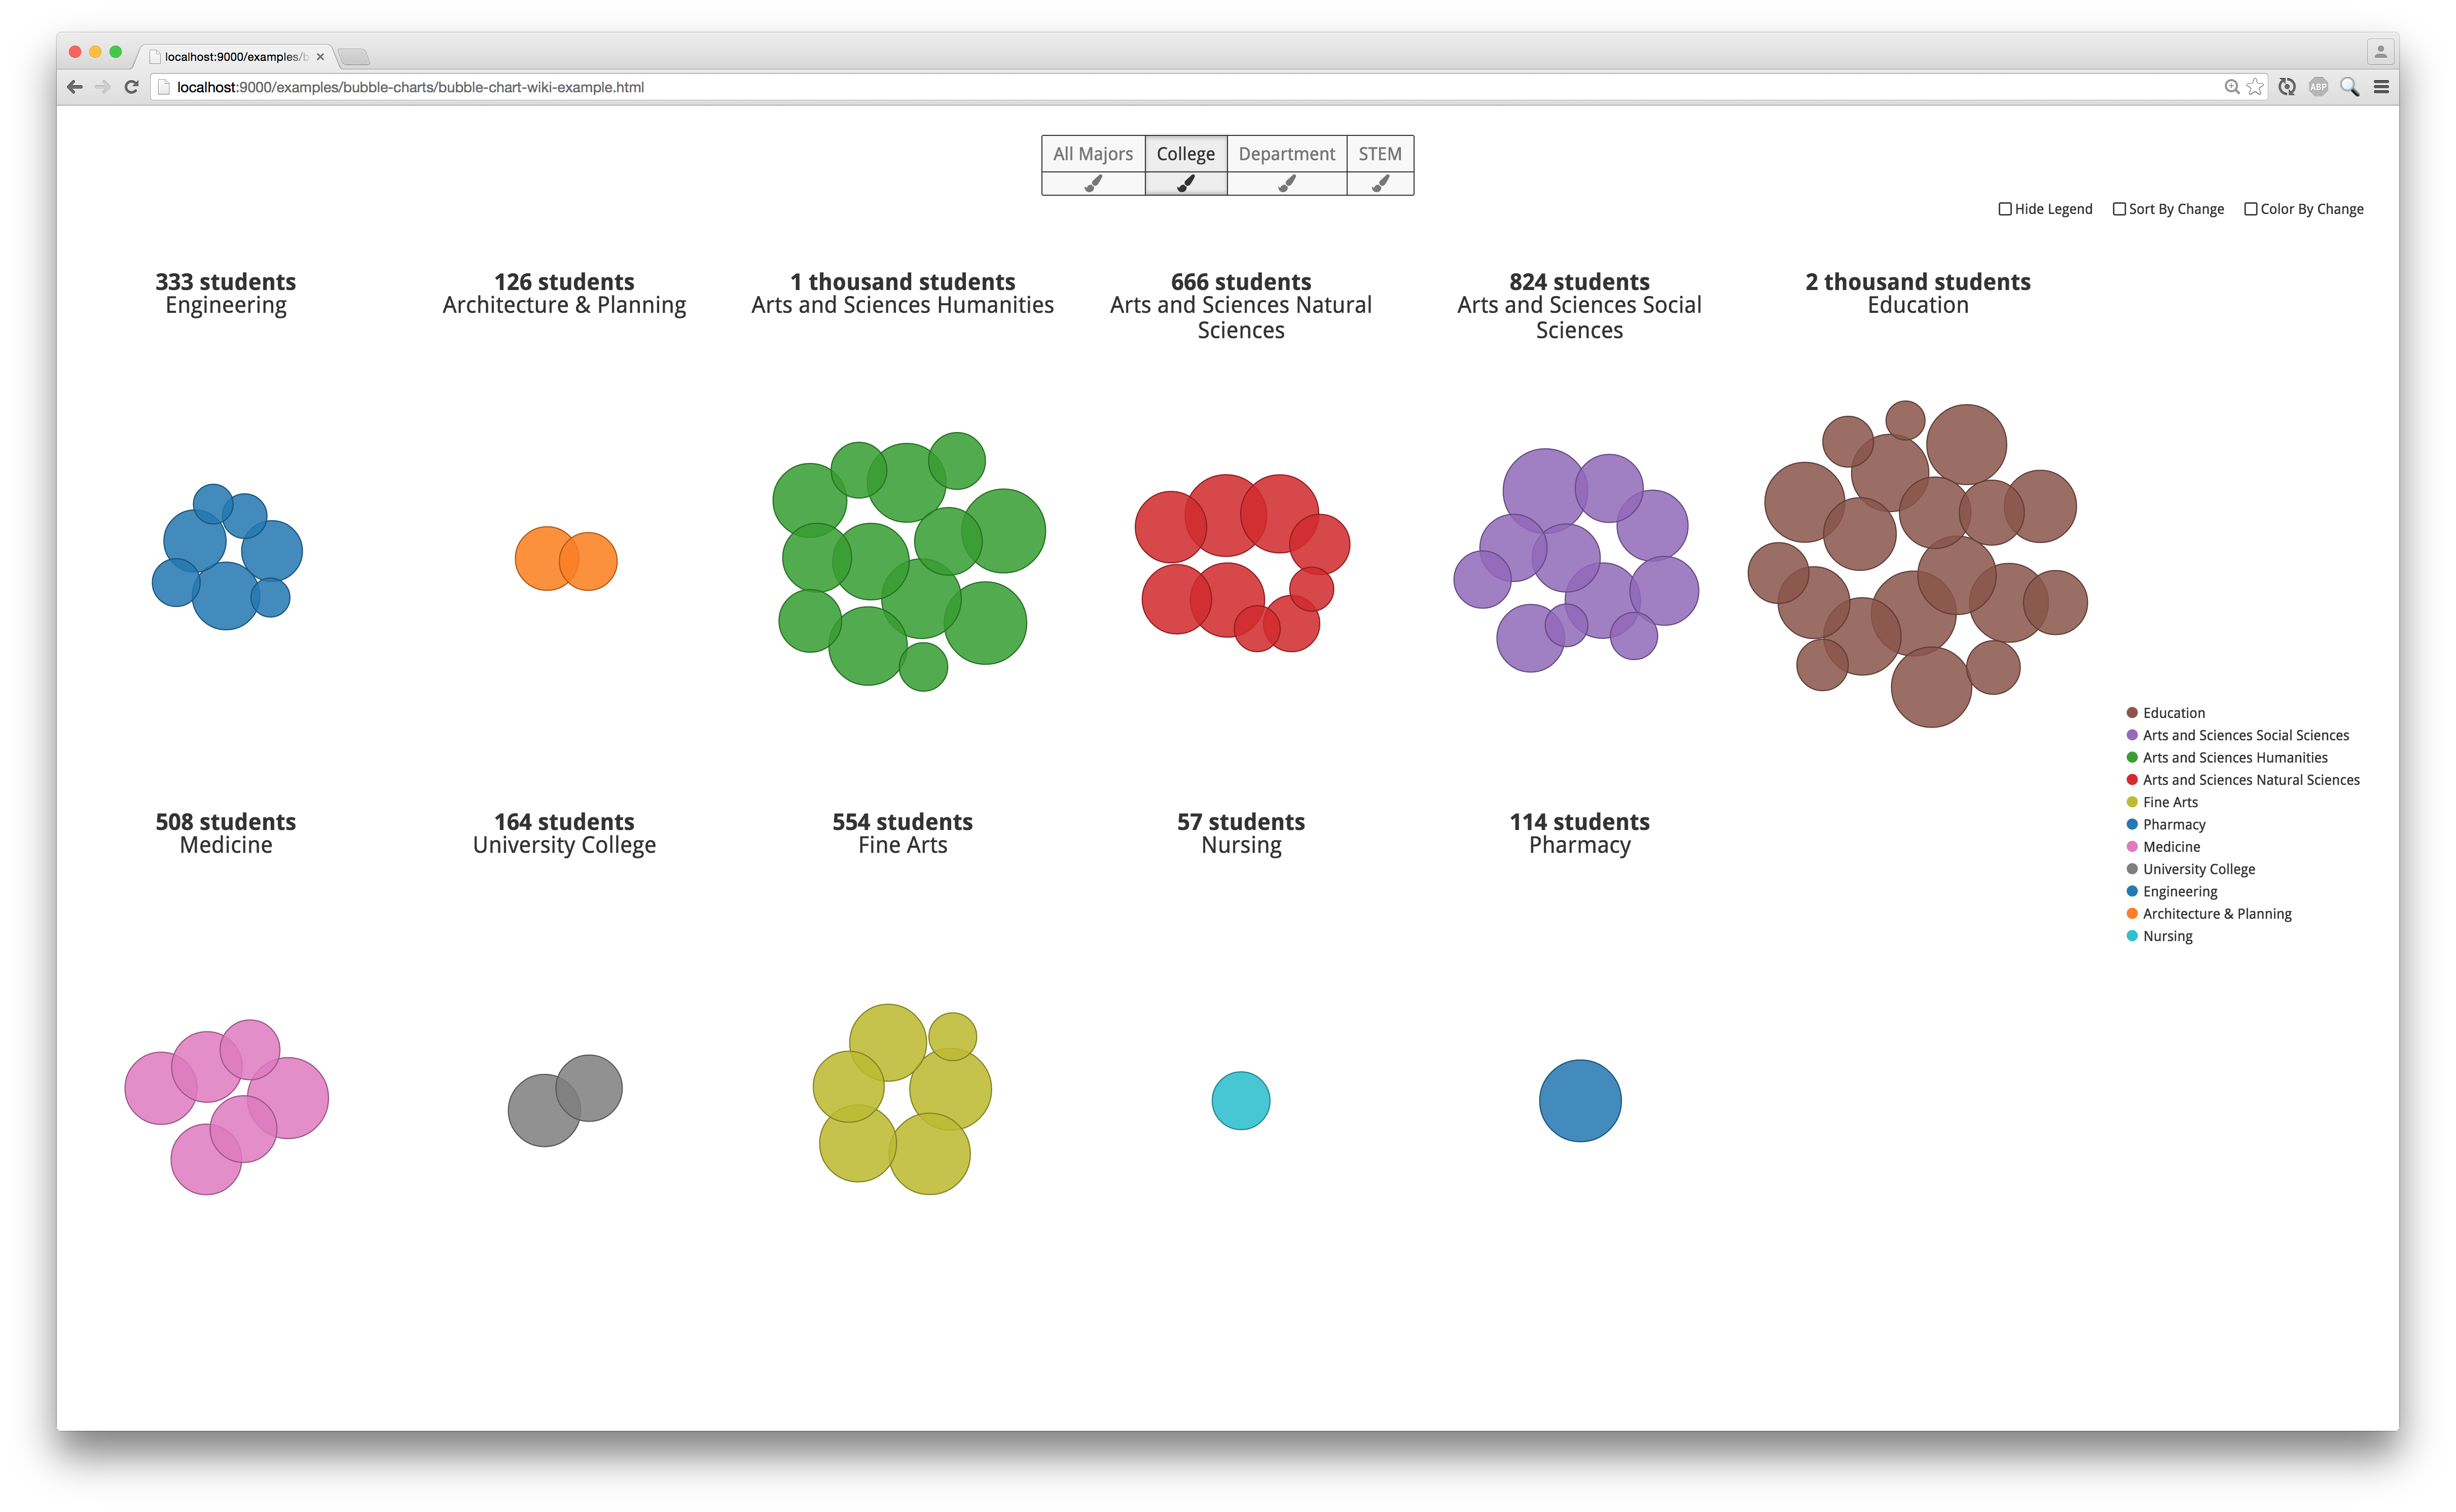 localhost:9000/examples/b
localhost:9000/examples/bubble-charts/bubble-chart-wiki-example.html
ABP
All Majors College Department STEM
Hide Legend Sort By Change Color By Change
333 students
Engineering
126 students
Architecture & Planning
1 thousand students
Arts and Sciences Humanities
666 students
Arts and Sciences Natural
Sciences
824 students
Arts and Sciences Social
Sciences
2 thousand students
Education
508 students
Medicine
164 students
University College
554 students
Fine Arts
57 students
Nursing
114 students
Pharmacy
Education
Arts and Sciences Social Sciences
Arts and Sciences Humanities
Arts and Sciences Natural Sciences
Fine Arts
Pharmacy
Medicine
University College
Engineering
Architecture & Planning
Nursing